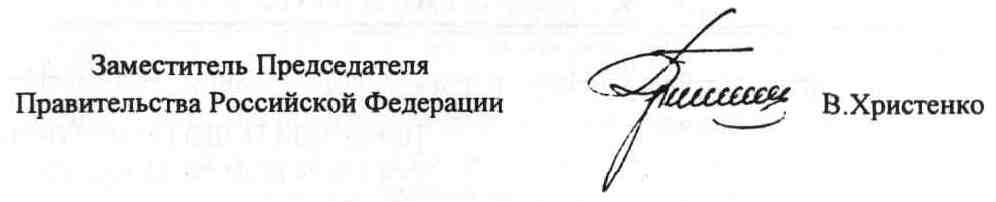 Заместитель Председателя
Правительства Российской Федерации
В.Христенко